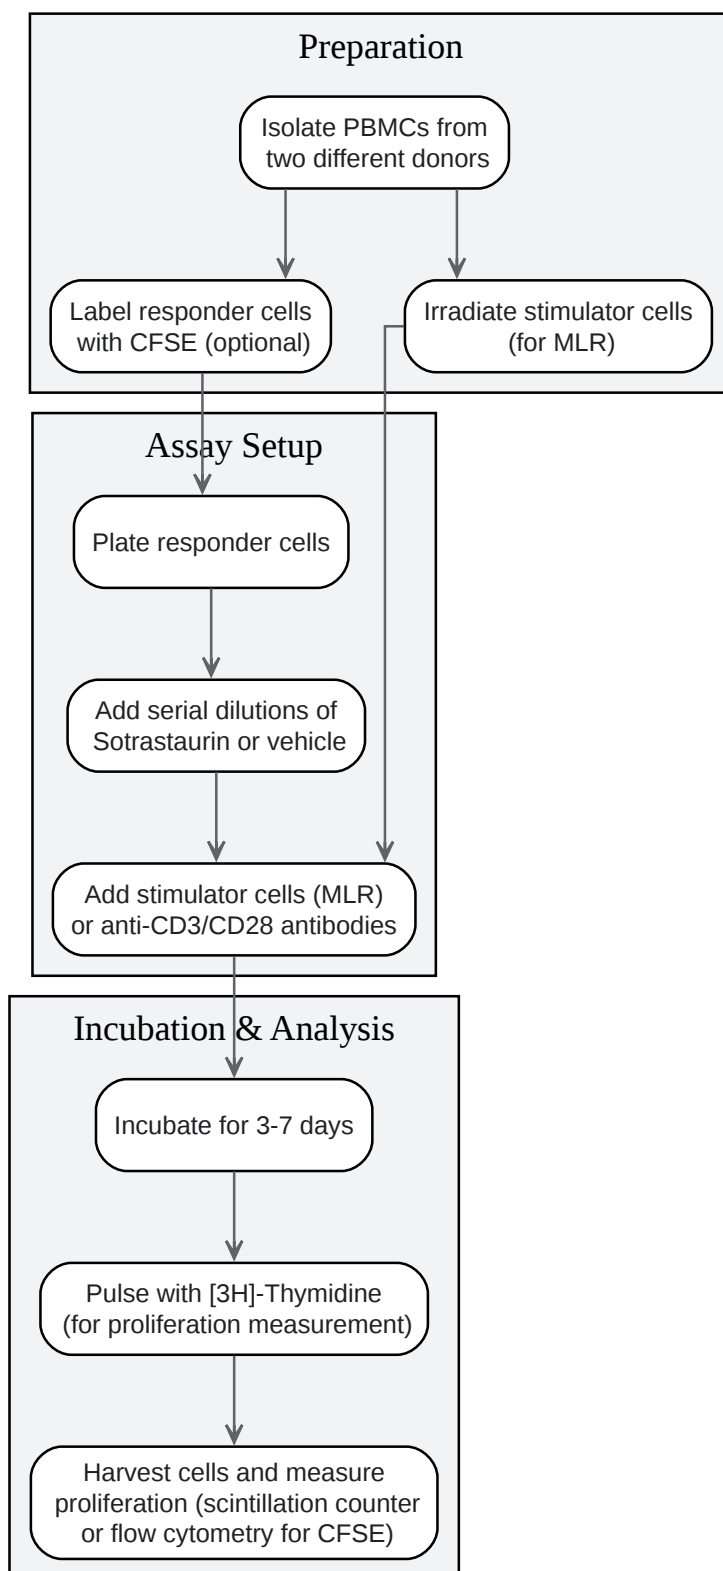 Preparation
Isolate PBMCs from
two different donors
Label responder cells
with CFSE (optional)
Irradiate stimulator cells
(for MLR)
Assay Setup
Plate responder cells
Add serial dilutions of
Sotrastaurin or vehicle
Add stimulator cells (MLR)
or anti-CD3/CD28 antibodies
Incubation & Analysis
Incubate for 3-7 days
Pulse with [3H]-Thymidine
(for proliferation measurement)
Harvest cells and measure
proliferation (scintillation counter
or flow cytometry for CFSE)